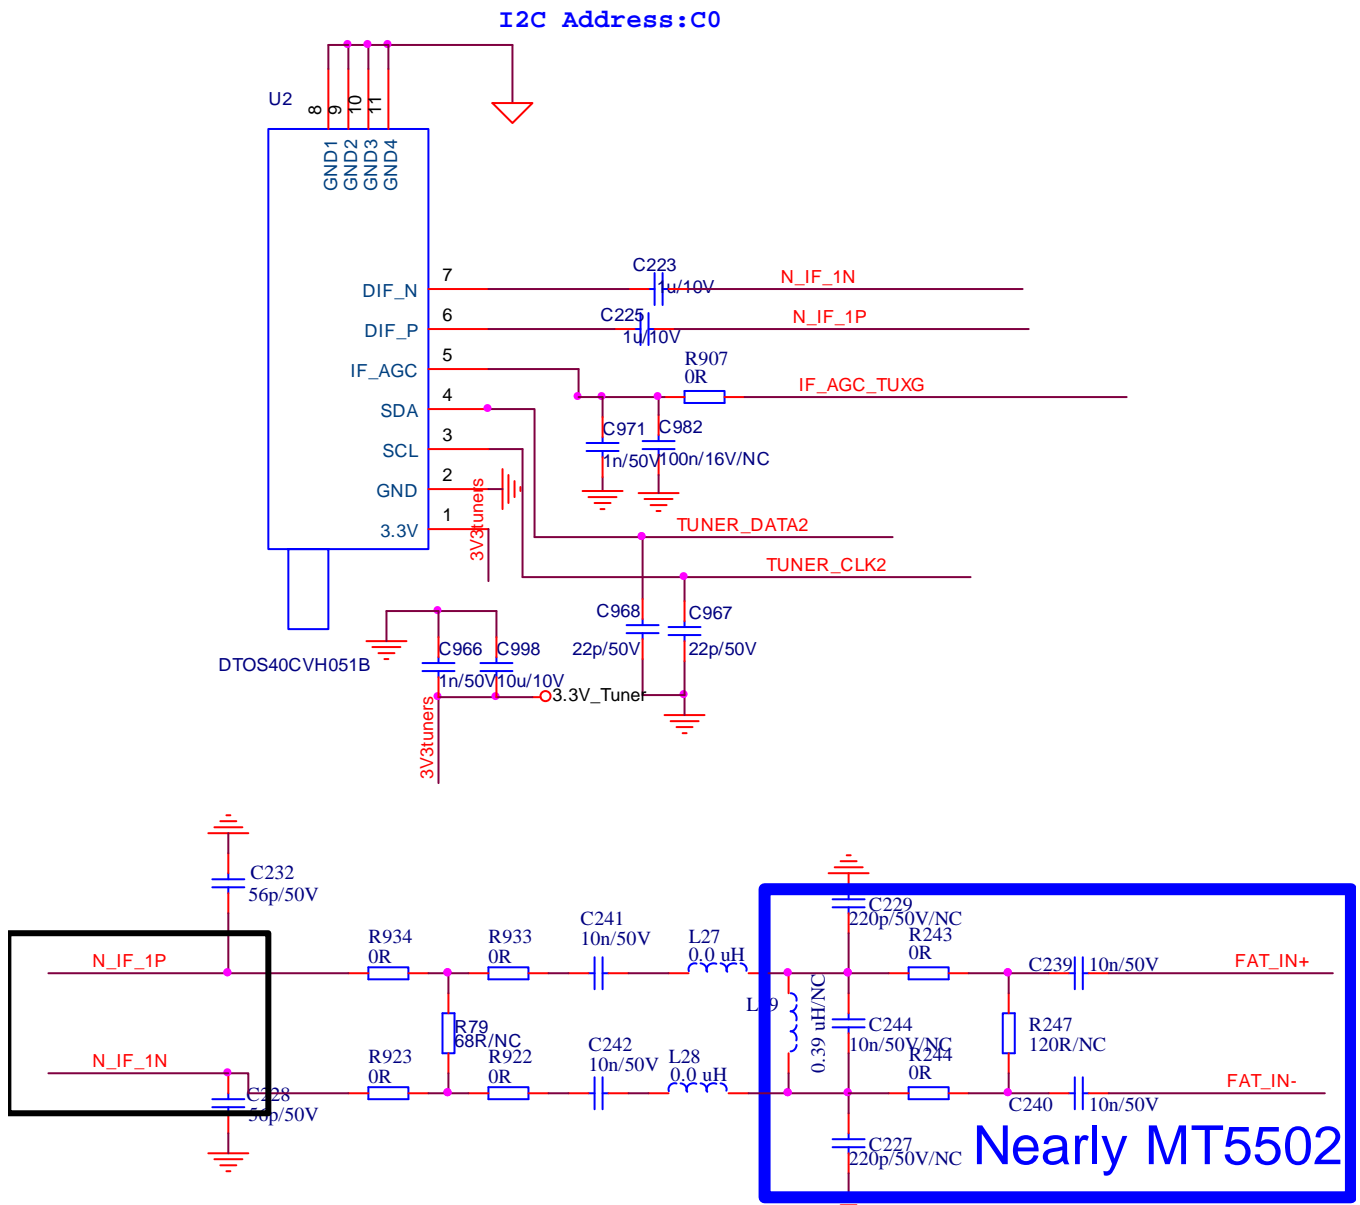 I2C Address:C0
U2
8
9
10
11
GND1
GND2
GND3
GND4
7
DIF_N
C223
1u/10V
N_IF_1N
6
DIF_P
C225
1u/10V
N_IF_1P
5
IF_AGC
R907
0R
IF_AGC_TUXG
4
SDA
C971
1n/50V
C982
100n/16V/NC
3
SCL
2
GND
3V3tuners
1
3.3V
TUNER_DATA2
TUNER_CLK2
C968
22p/50V
C967
22p/50V
DTOS40CVH051B
C966
1n/50V
C998
10u/10V
3.3V_Tuner
3V3tuners
C232
56p/50V
N_IF_1P
R934
0R
R933
0R
C241
10n/50V
L27
0.0 uH
C229
220p/50V/NC
R243
0R
C239
10n/50V
FAT_IN+
R79
68R/NC
0.39 uH/NC
C244
10n/50V/NC
R247
120R/NC
N_IF_1N
C228
56p/50V
R923
0R
R922
0R
C242
10n/50V
L28
0.0 uH
R244
0R
C240
10n/50V
FAT_IN-
C227
220p/50V/NC
Nearly MT5502